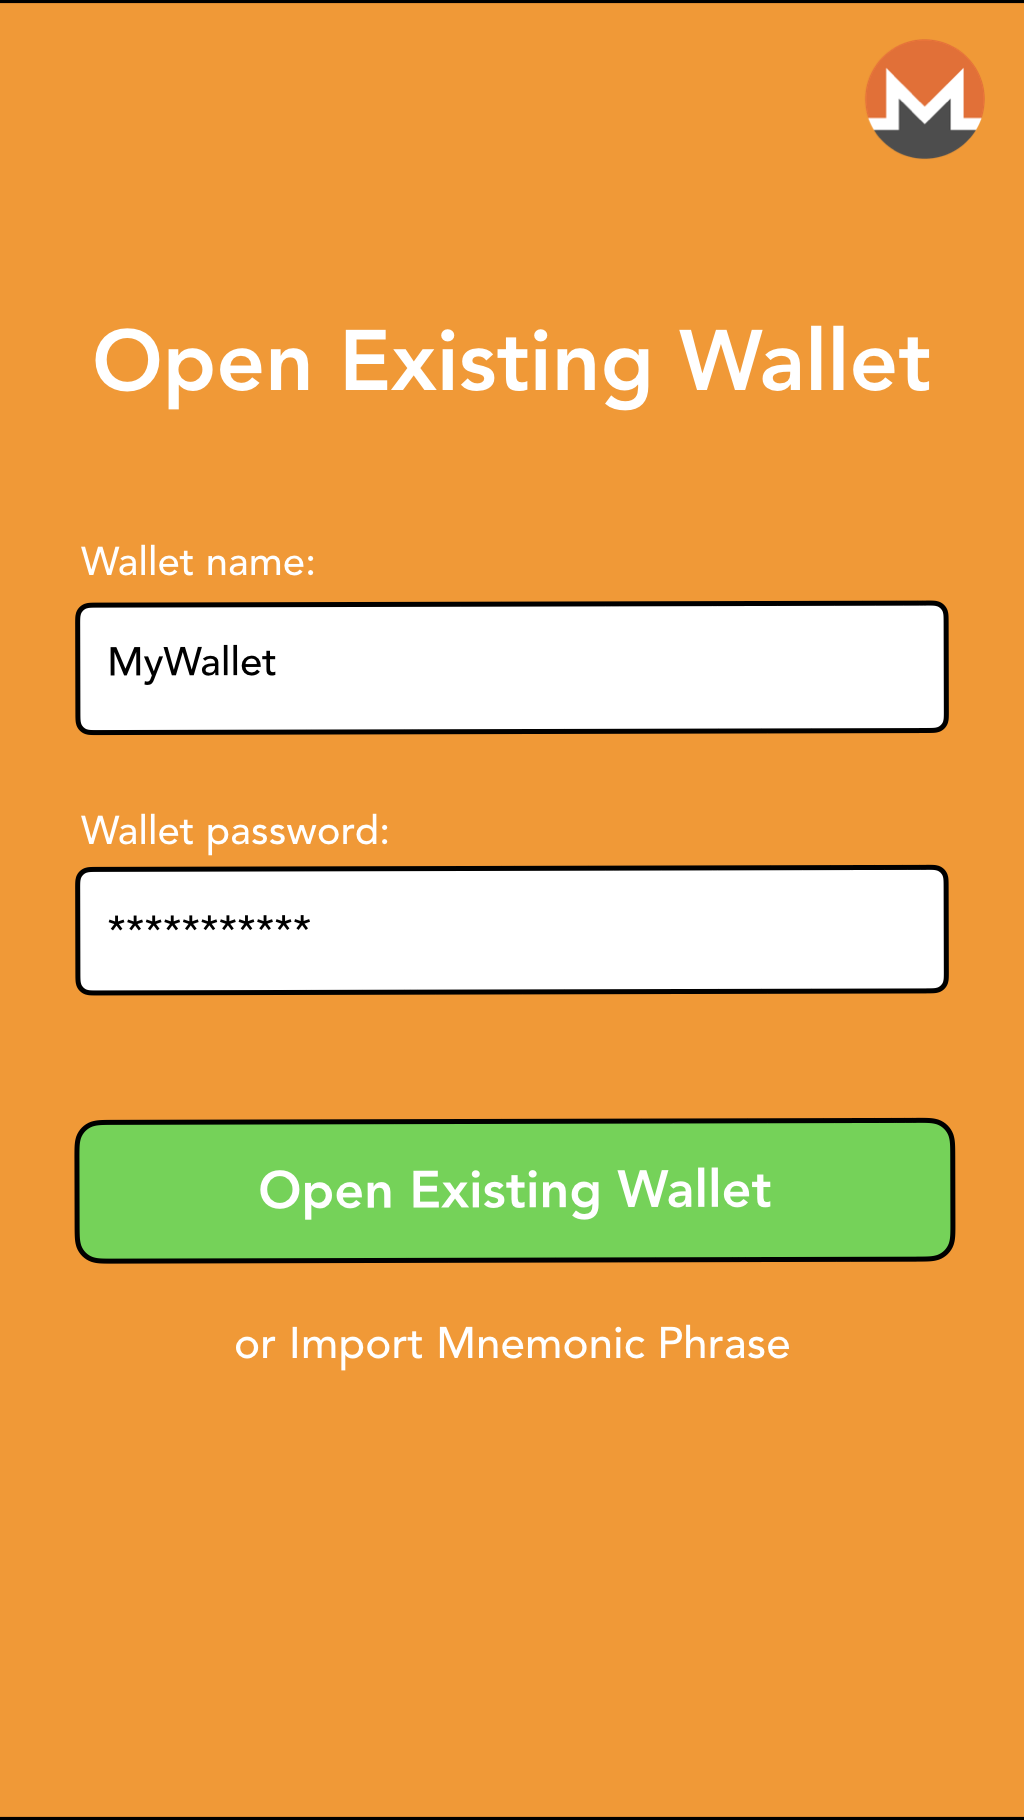 Open Existing Wallet
Wallet name:
MyWallet
Wallet password:
***********
Open Existing Wallet
or Import Mnemonic Phrase